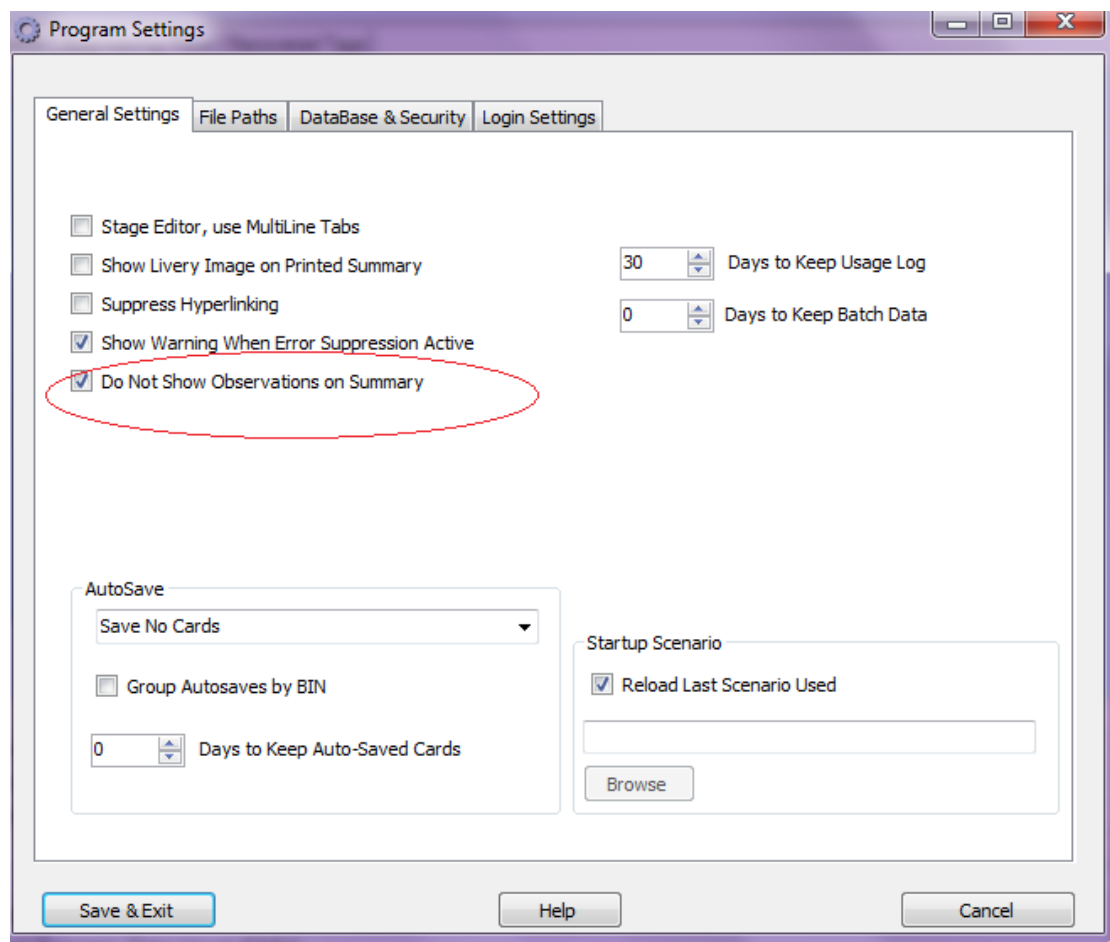 Program Settings
General Settings
File Paths
DataBase & Security
Login Settings
Stage Editor, use MultiLine Tabs
Show Livery Image on Printed Summary
Suppress Hyperlinking
Show Warning When Error Suppression Active
Do Not Show Observations on Summary
30 Days to Keep Usage Log
0 Days to Keep Batch Data
AutoSave
Save No Cards
Group Autosaves by BIN
0 Days to Keep Auto-Saved Cards
Startup Scenario
Reload Last Scenario Used
Browse
Save & Exit
Help
Cancel